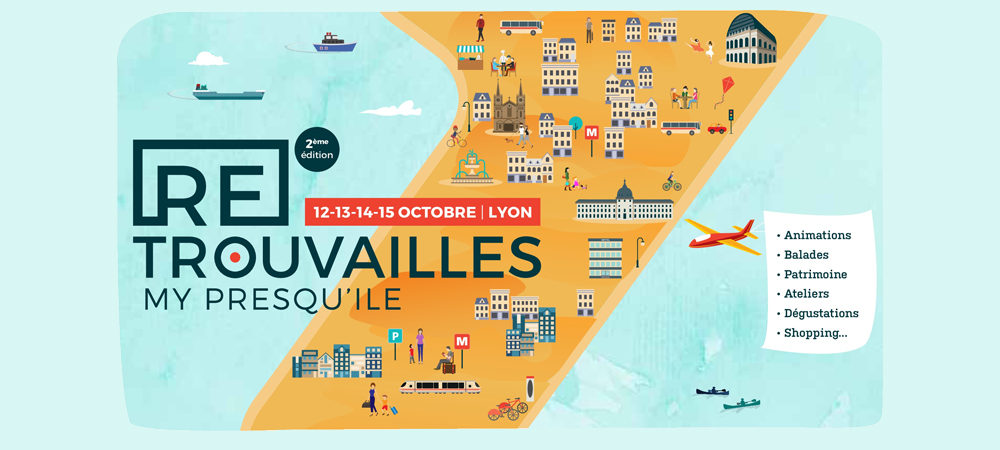 2ème
édition
RE
12-13-14-15 OCTOBRE | LYON
TROUVAILLES
MY PRESQU'ILE
M
P
M
• Animations
• Balades
• Patrimoine
• Ateliers
• Dégustations
• Shopping...